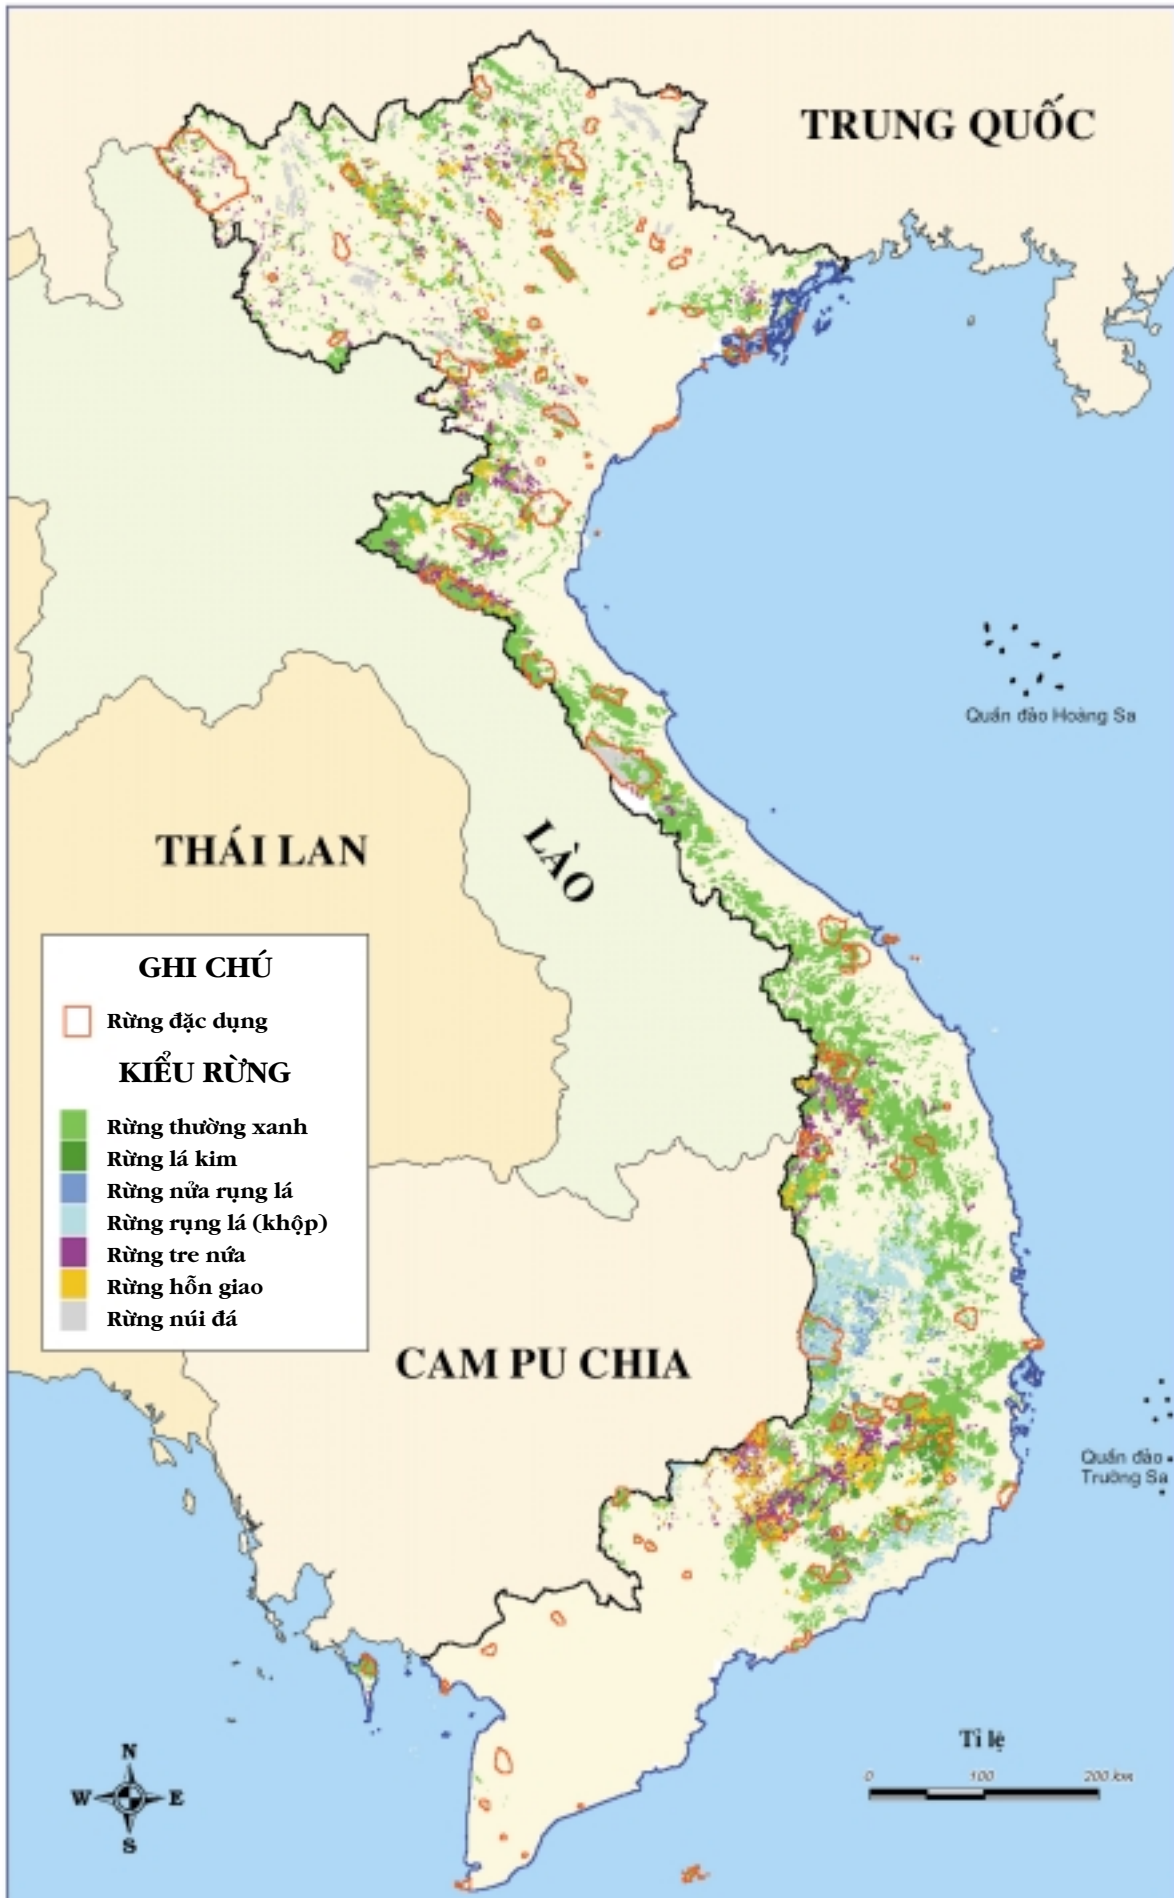 TRUNG QUỐC
Quần đảo Hoàng Sa
THÁI LAN
LÀO
GHI CHÚ
Rừng đặc dụng
KIỂU RỪNG
Rừng thường xanh
Rừng lá kim
Rừng nửa rụng lá
Rừng rụng lá (khộp)
Rừng tre nứa
Rừng hỗn giao
Rừng núi đá
CAM PU CHIA
Quần đảo
Trường Sa
Tỉ lệ
0 100 200 km
N
W E
S